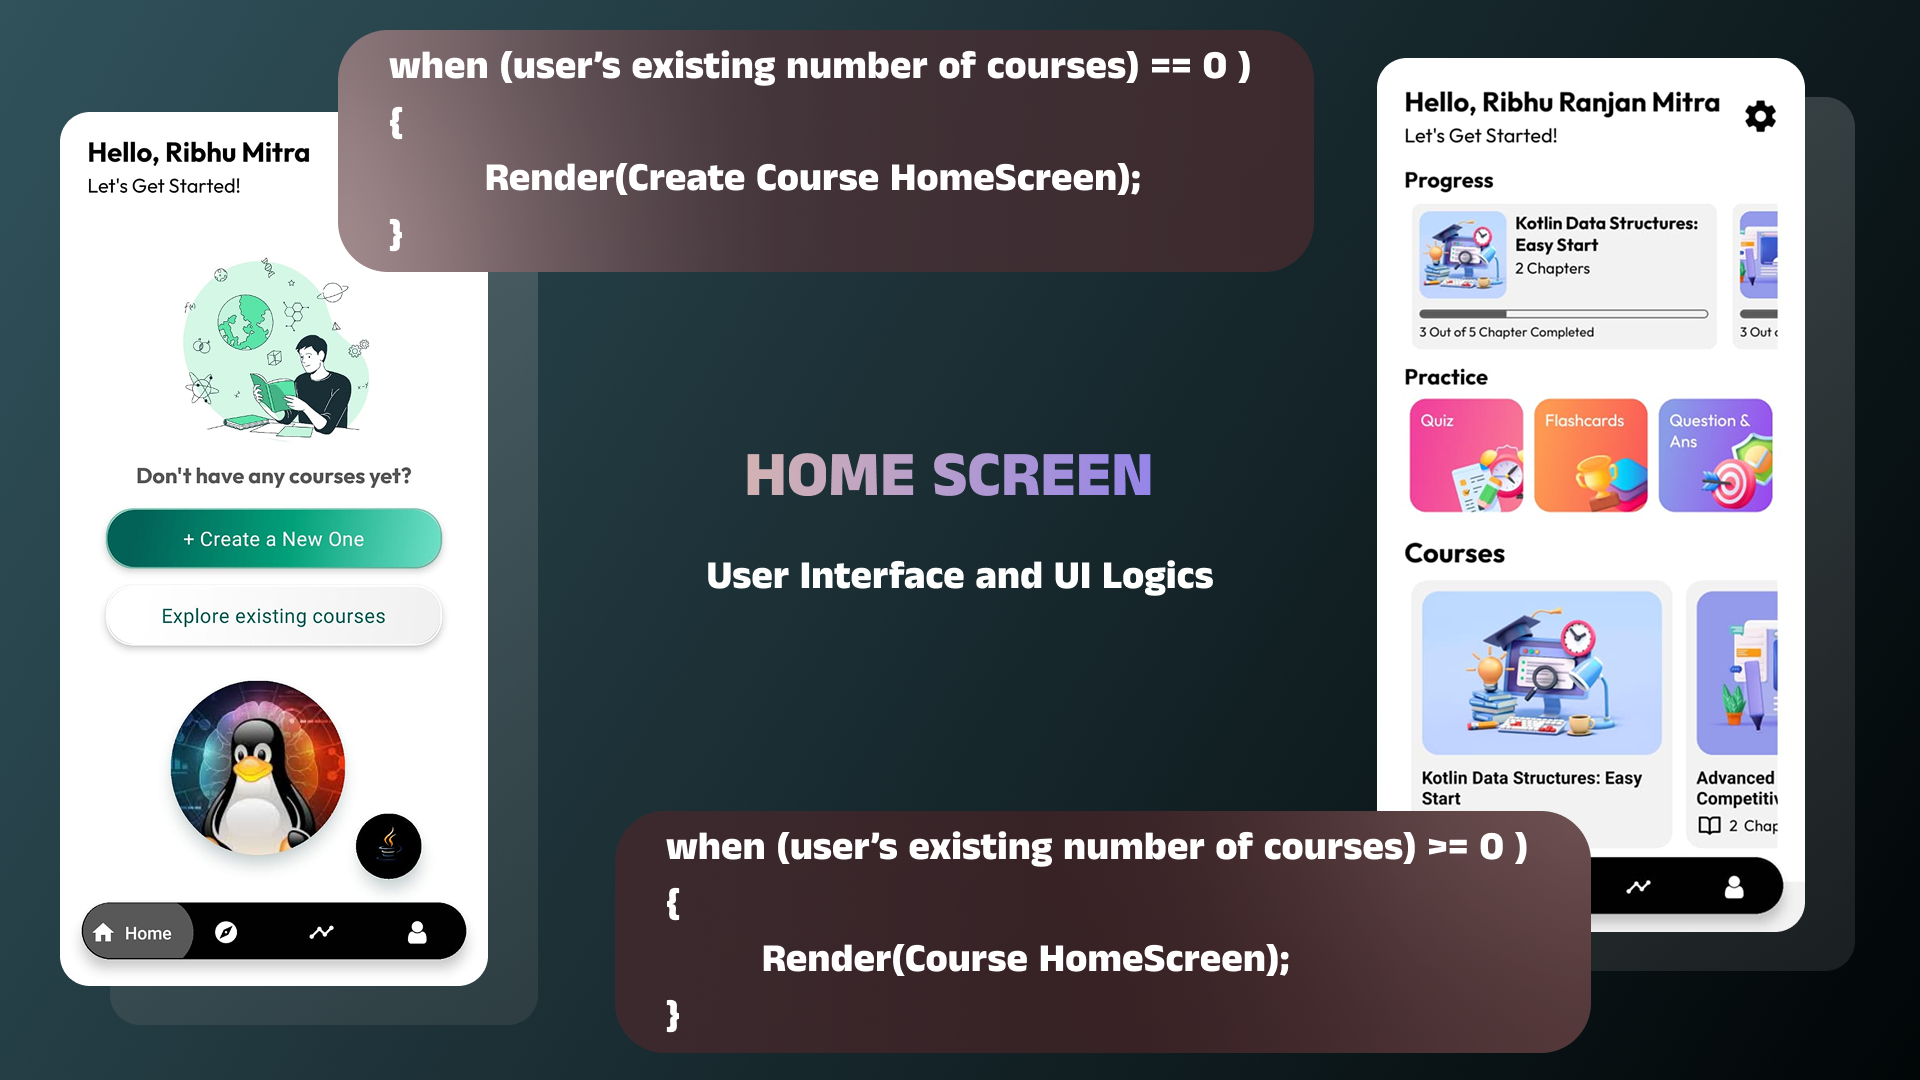 when (user’s existing number of courses) == 0 )
{
Render(Create Course HomeScreen);
}
Hello, Ribhu Mitra
Let's Get Started!
Don't have any courses yet?
+ Create a New One
Explore existing courses
Home
HOME SCREEN
User Interface and UI Logics
Hello, Ribhu Ranjan Mitra
Let's Get Started!
Progress
Kotlin Data Structures:
Easy Start
2 Chapters
3 Out of 5 Chapter Completed
3 Out
Practice
Quiz
Flashcards
Question &
Ans
Courses
Kotlin Data Structures: Easy
Start
Advanced
Competitiv
2 Chap
when (user’s existing number of courses) >= 0 )
{
Render(Course HomeScreen);
}